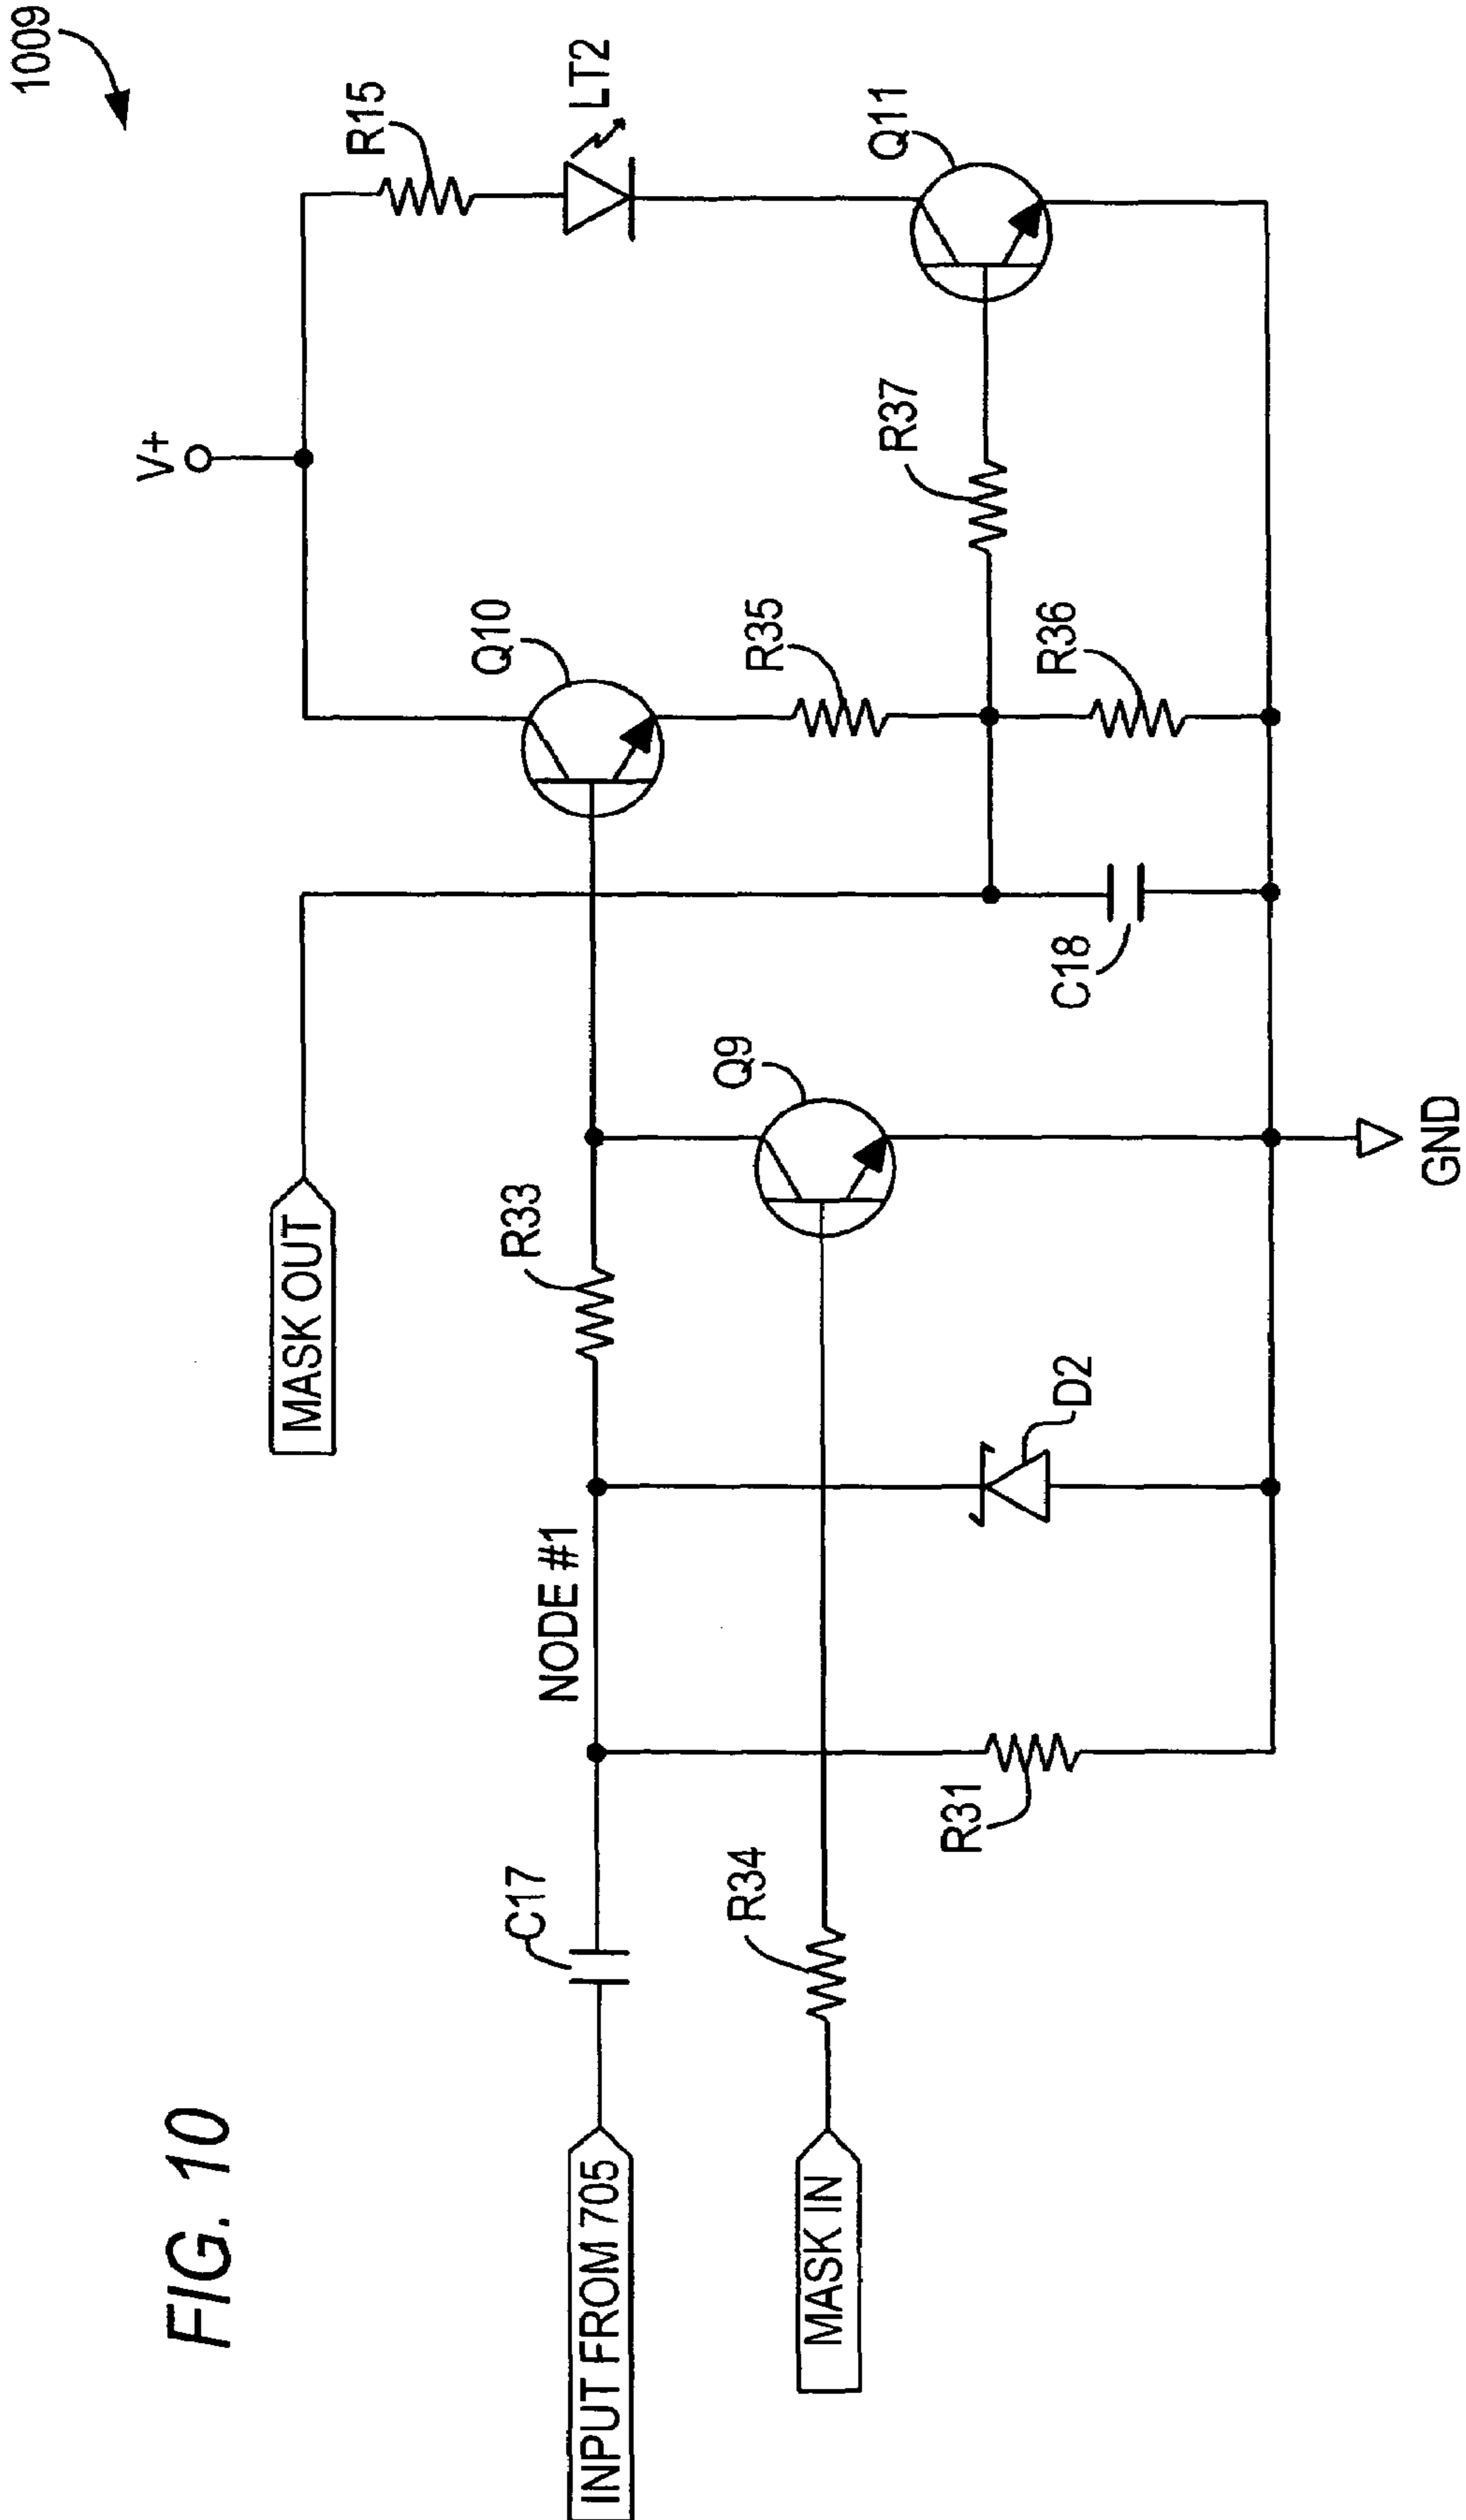 FIG. 10
1009
V+
R15
LT2
MASK OUT
Q10
Q11
C17
NODE #1
R33
INPUT FROM 705
R34
Q9
R35
R37
MASK IN
R31
D2
C18
R36
GND